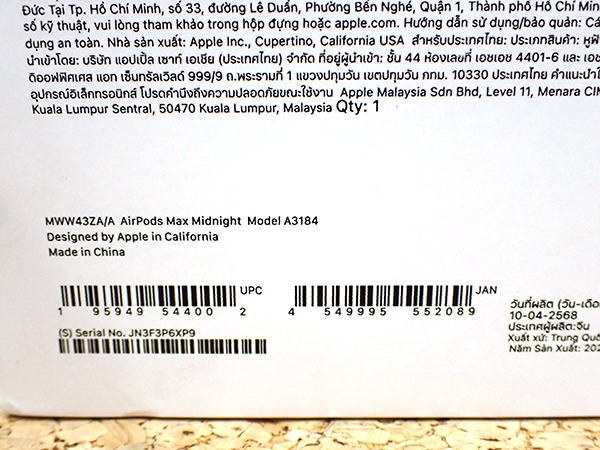 Đức Tại Tp. Hồ Chí Minh, số 33, đường Lê Duẩn, Phường Bến Nghé, Quận 1, Thành phố Hồ Chí Minh
số kỹ thuật, vui lòng tham khảo trong hộp đựng hoặc apple.com. Hướng dẫn sử dụng/bảo quản: Cá
dụng an toàn. Nhà sản xuất: Apple Inc., Cupertino, California USA สำหรับประเทศไทย: ประเภทสินค้า: หูฟั
นำเข้าโดย: บริษัท แอปเปิ้ล เซาท์ เอเชีย (ประเทศไทย) จำกัด ที่อยู่ผู้นำเข้า: ชั้น 44 ห้องเลขที่ เอชเอช 4401-6 และ เอช
ดิออฟฟิศเศส แอท เซ็นทรัลเวิลด์ 999/9 ถ.พระรามที่ 1 แขวงปทุมวัน เขตปทุมวัน กทม. 10330 ประเทศไทย คำแนะนำใ
อุปกรณ์อิเล็กทรอนิกส์ โปรดคำนึงถึงความปลอดภัยขณะใช้งาน Apple Malaysia Sdn Bhd, Level 11, Menara CIM
Kuala Lumpur Sentral, 50470 Kuala Lumpur, Malaysia Qty: 1
MWW43ZA/A AirPods Max Midnight Model A3184
Designed by Apple in California
Made in China
UPC
1 95949 54400 2
JAN
4 549995 552089
(S) Serial No. JN3F3P6XP9
วันที่ผลิต (วัน-เดือ
10-04-2568
ประเทศผู้ผลิต:จีน
Xuất xứ: Trung Quố
Năm Sản Xuất: 202